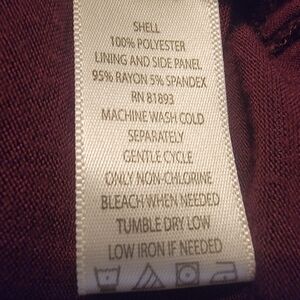 SHELL
100% POLYESTER
LINING AND SIDE PANEL
95% RAYON 5% SPANDEX
RN 81893
MACHINE WASH COLD
SEPARATELY
GENTLE CYCLE
ONLY NON-CHLORINE
BLEACH WHEN NEEDED
TUMBLE DRY LOW
LOW IRON IF NEEDED